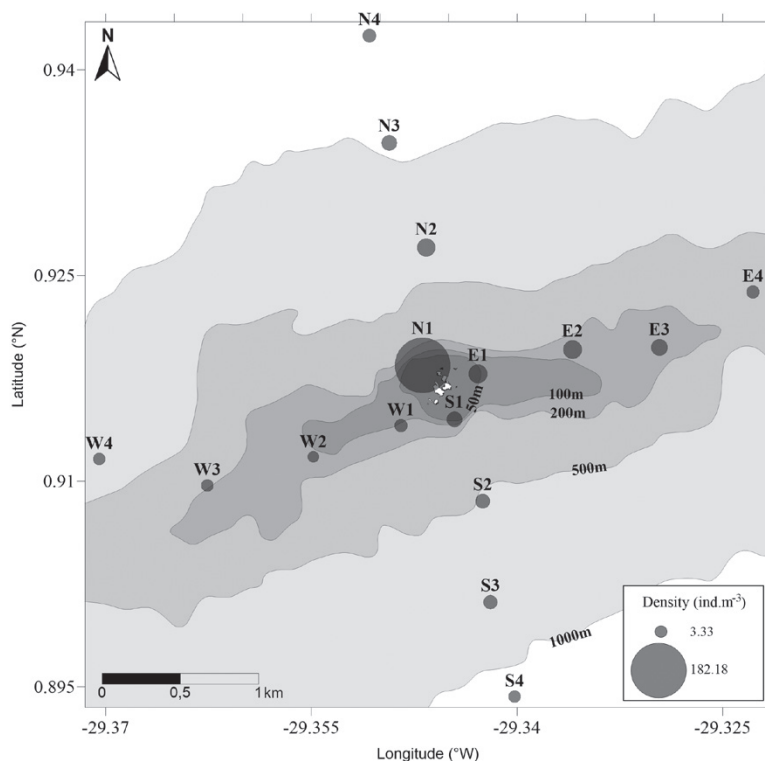 N4
N
0.94
N3
N2
0.925
E4
N1
E1
E2
E3
50m
100m
200m
S1
W1
W2
W4
W3
500m
0.91
S2
S3
1000m
S4
0.895
Density (ind.m-3)
3.33
182.18
0 0,5 1 km
-29.37 -29.355 -29.34 -29.325
Latitude (°N)
Longitude (°W)